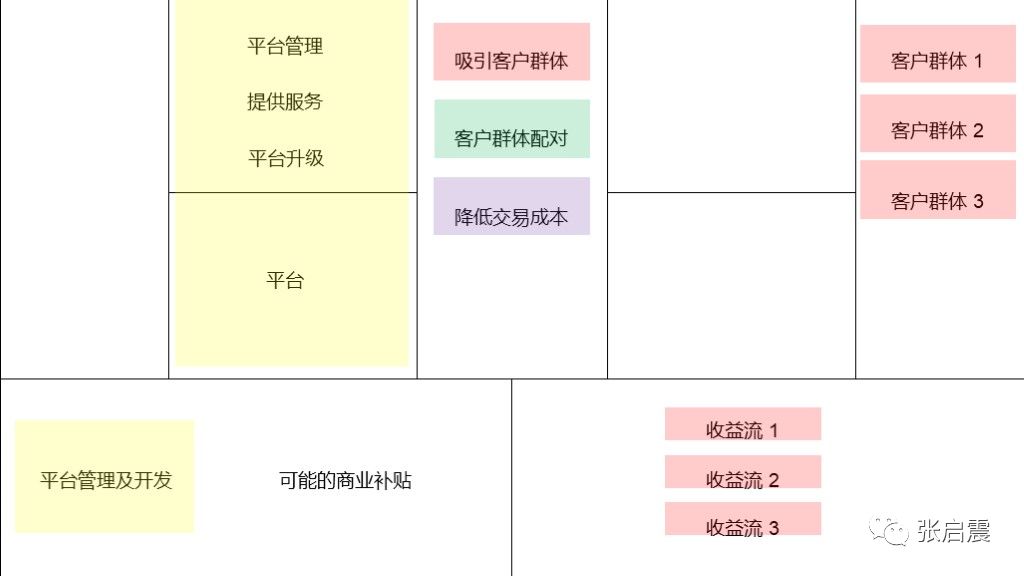 平台管理
提供服务
平台升级
平台
吸引客户群体
客户群体配对
降低交易成本
客户群体 1
客户群体 2
客户群体 3
平台管理及开发
可能的商业补贴
收益流 1
收益流 2
收益流 3
张启震